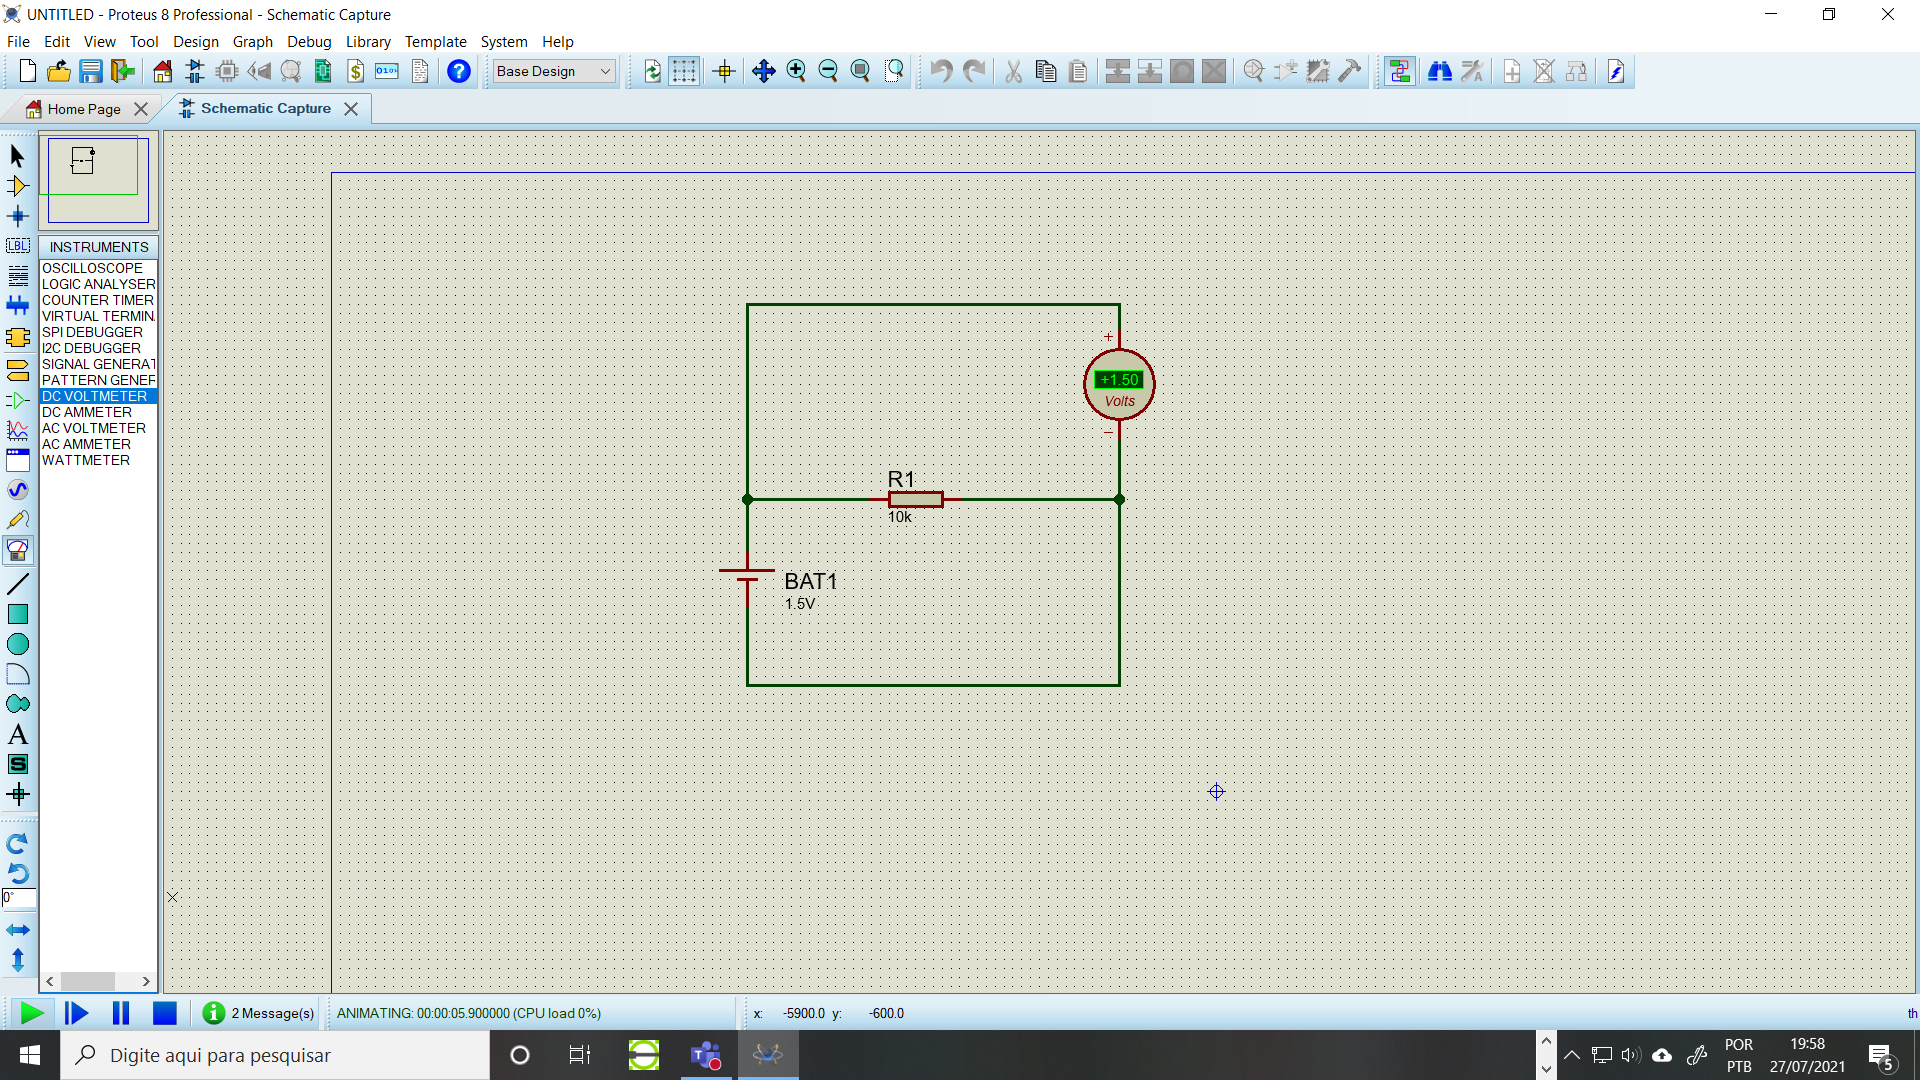 UNTITLED - Proteus 8 Professional - Schematic Capture
File Edit View Tool Design Graph Debug Library Template System Help
Base Design
Home Page
Schematic Capture
LBL
INSTRUMENTS
OSCILLOSCOPE
LOGIC ANALYSER
COUNTER TIMER
VIRTUAL TERMIN
SPI DEBUGGER
I2C DEBUGGER
SIGNAL GENERAT
PATTERN GENER
DC VOLTMETER
DC AMMETER
AC VOLTMETER
AC AMMETER
WATTMETER
+
+1.50
Volts
−
R1
10k
BAT1
1.5V
A
S
0°
2 Message(s)
ANIMATING: 00:00:05.900000 (CPU load 0%)
x: -5900.0 y: -600.0
th
Digite aqui para pesquisar
POR
PTB
19:58
27/07/2021
5